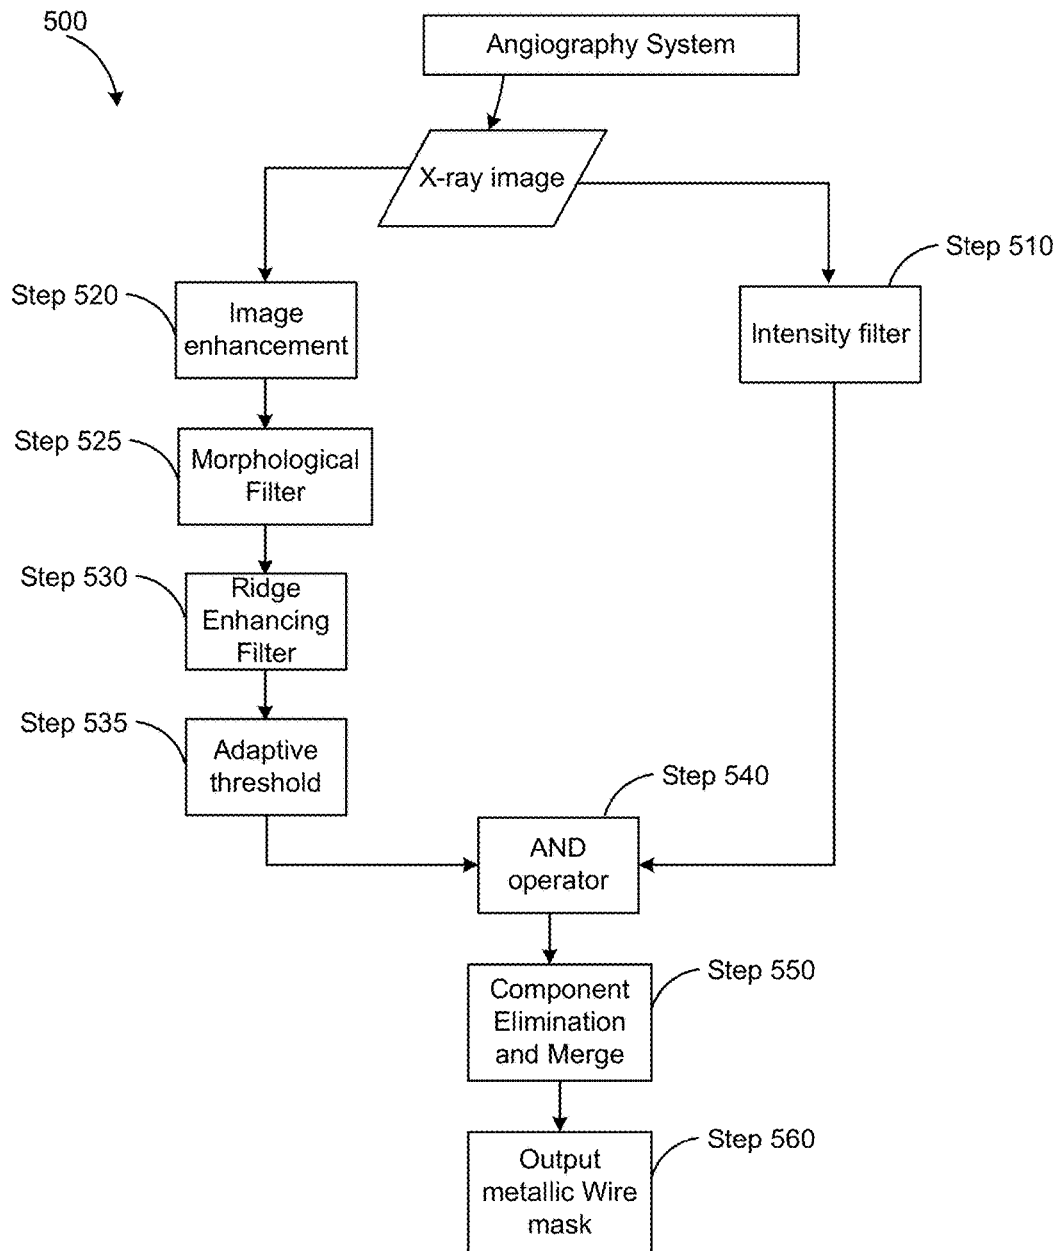 500
Angiography System
X-ray image
Step 510
Intensity filter
Step 520
Image
enhancement
Step 525
Morphological
Filter
Step 530
Ridge
Enhancing
Filter
Step 535
Adaptive
threshold
Step 540
AND
operator
Step 550
Component
Elimination
and Merge
Step 560
Output
metallic Wire
mask